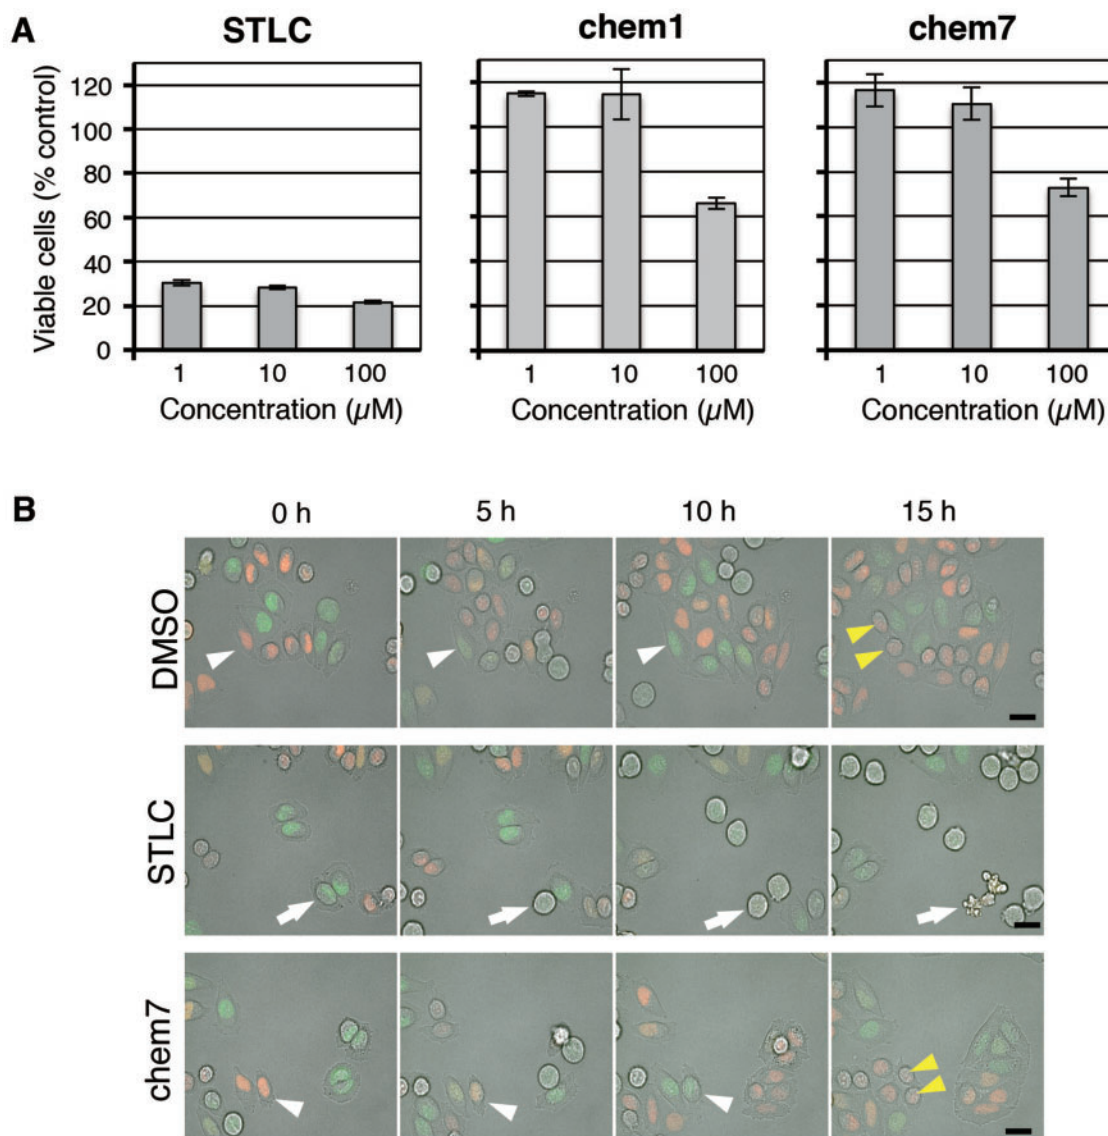 A
STLC
chem1
chem7
Viable cells (% control)
120
100
80
60
40
20
0
1 10 100
1 10 100
1 10 100
Concentration (µM)
Concentration (µM)
Concentration (µM)
B
0 h 5 h 10 h 15 h
DMSO
STLC
chem7